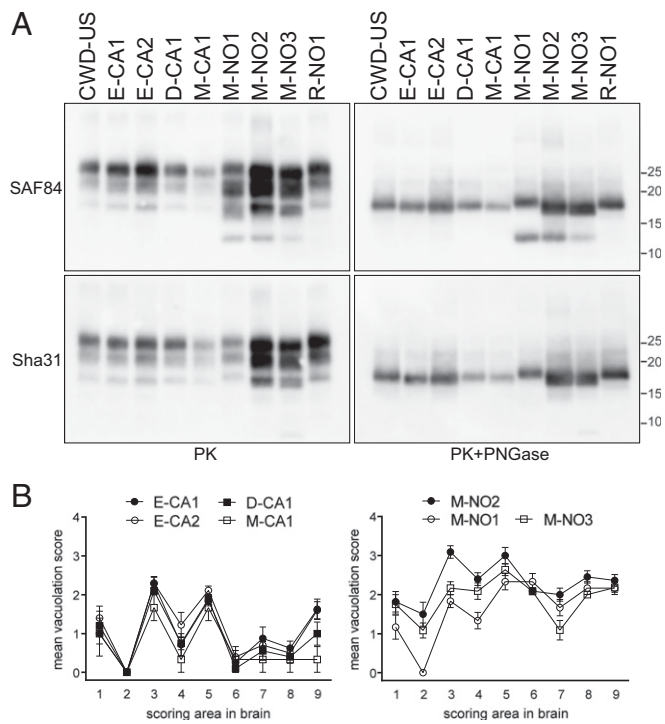 A
CWD-US E-CA1 E-CA2 D-CA1 M-CA1 M-NO1 M-NO2 M-NO3 R-NO1
CWD-US E-CA1 E-CA2 D-CA1 M-CA1 M-NO1 M-NO2 M-NO3 R-NO1
SAF84
25
20
15
10
Sha31
25
20
15
10
PK
PK+PNGase
B
E-CA1 D-CA1
E-CA2 M-CA1
mean vacuolation score
4
3
2
1
0
1 2 3 4 5 6 7 8 9
scoring area in brain
M-NO2
M-NO1 M-NO3
mean vacuolation score
4
3
2
1
0
1 2 3 4 5 6 7 8 9
scoring area in brain